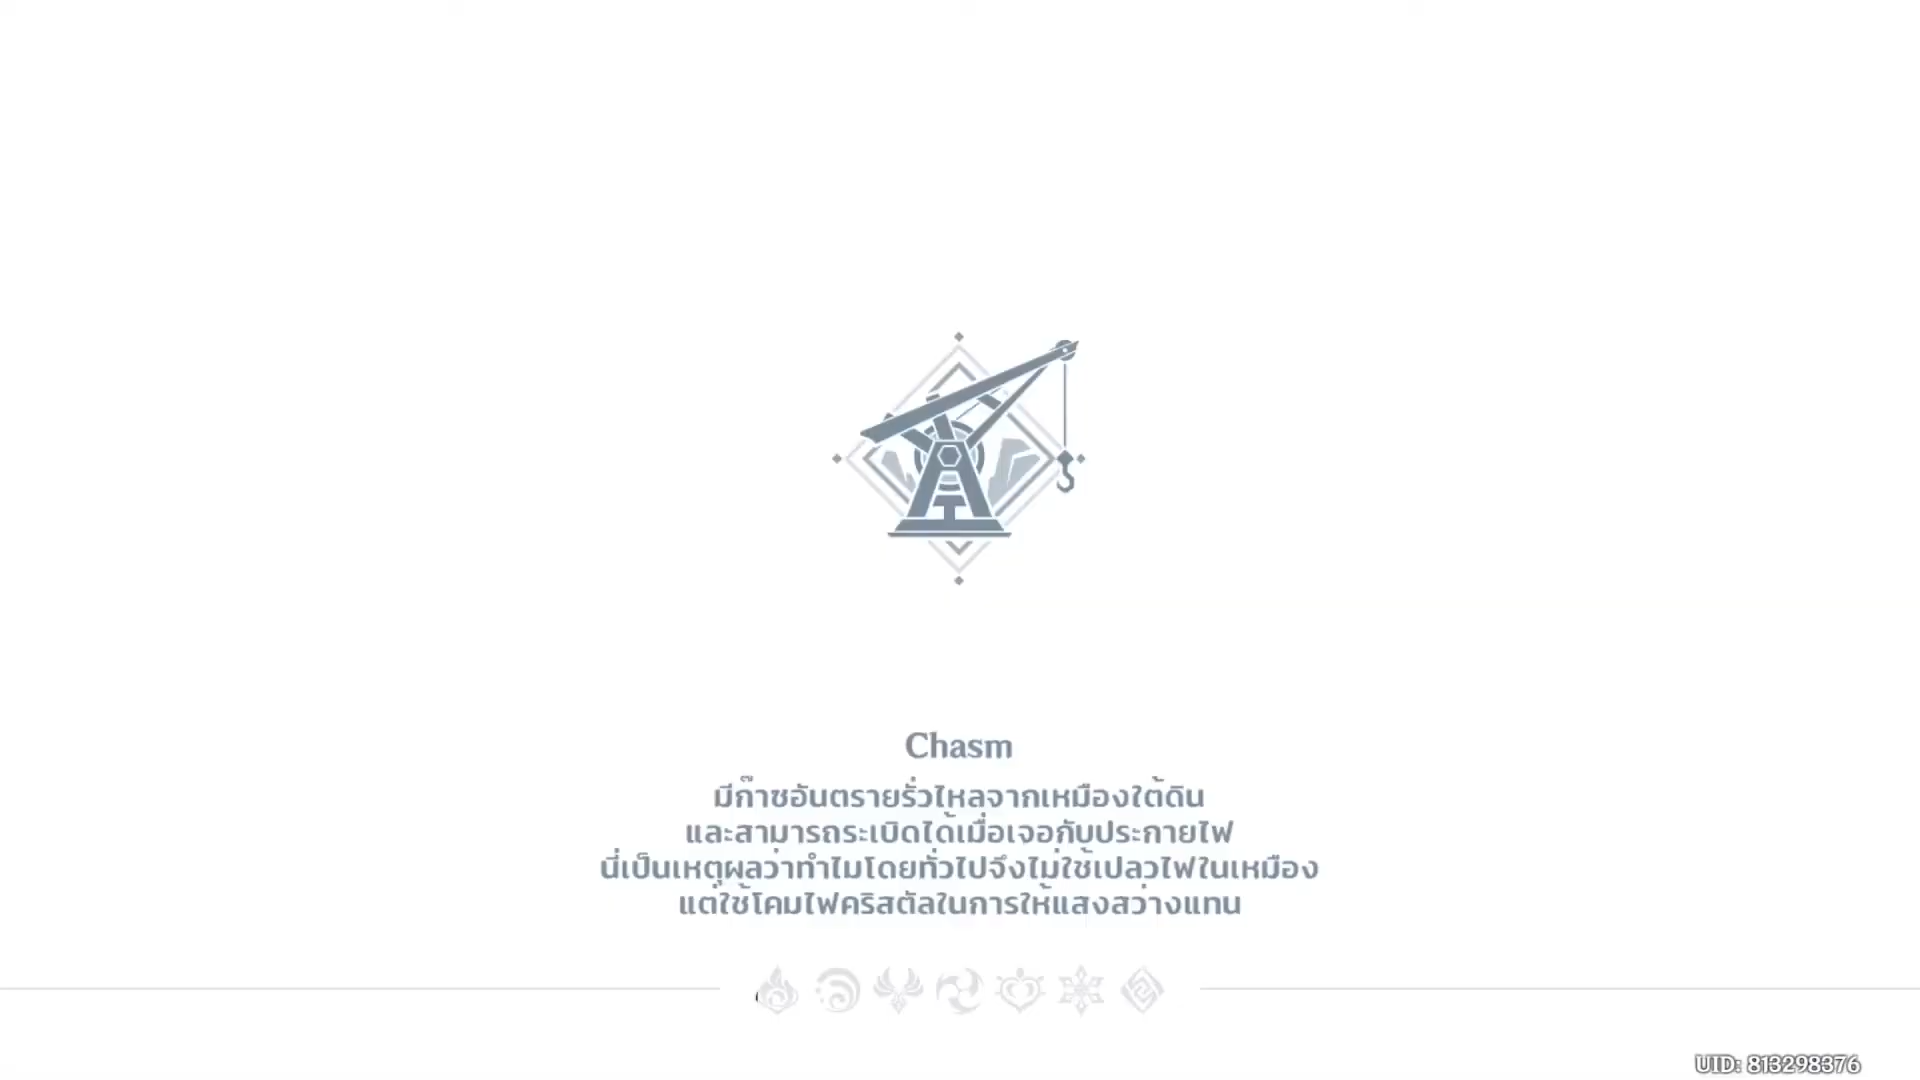 Chasm
มีก๊าซอันตรายรั่วไหลจากเหมืองใต้ดิน
และสามารถระเบิดได้เมื่อเจอกับประกายไฟ
นี่เป็นเหตุผลว่าทำไมโดยทั่วไปจึงไม่ใช้เปลวไฟในเหมือง
แต่ใช้โคมไฟคริสตัลในการให้แสงสว่างแทน
UID: 813298376